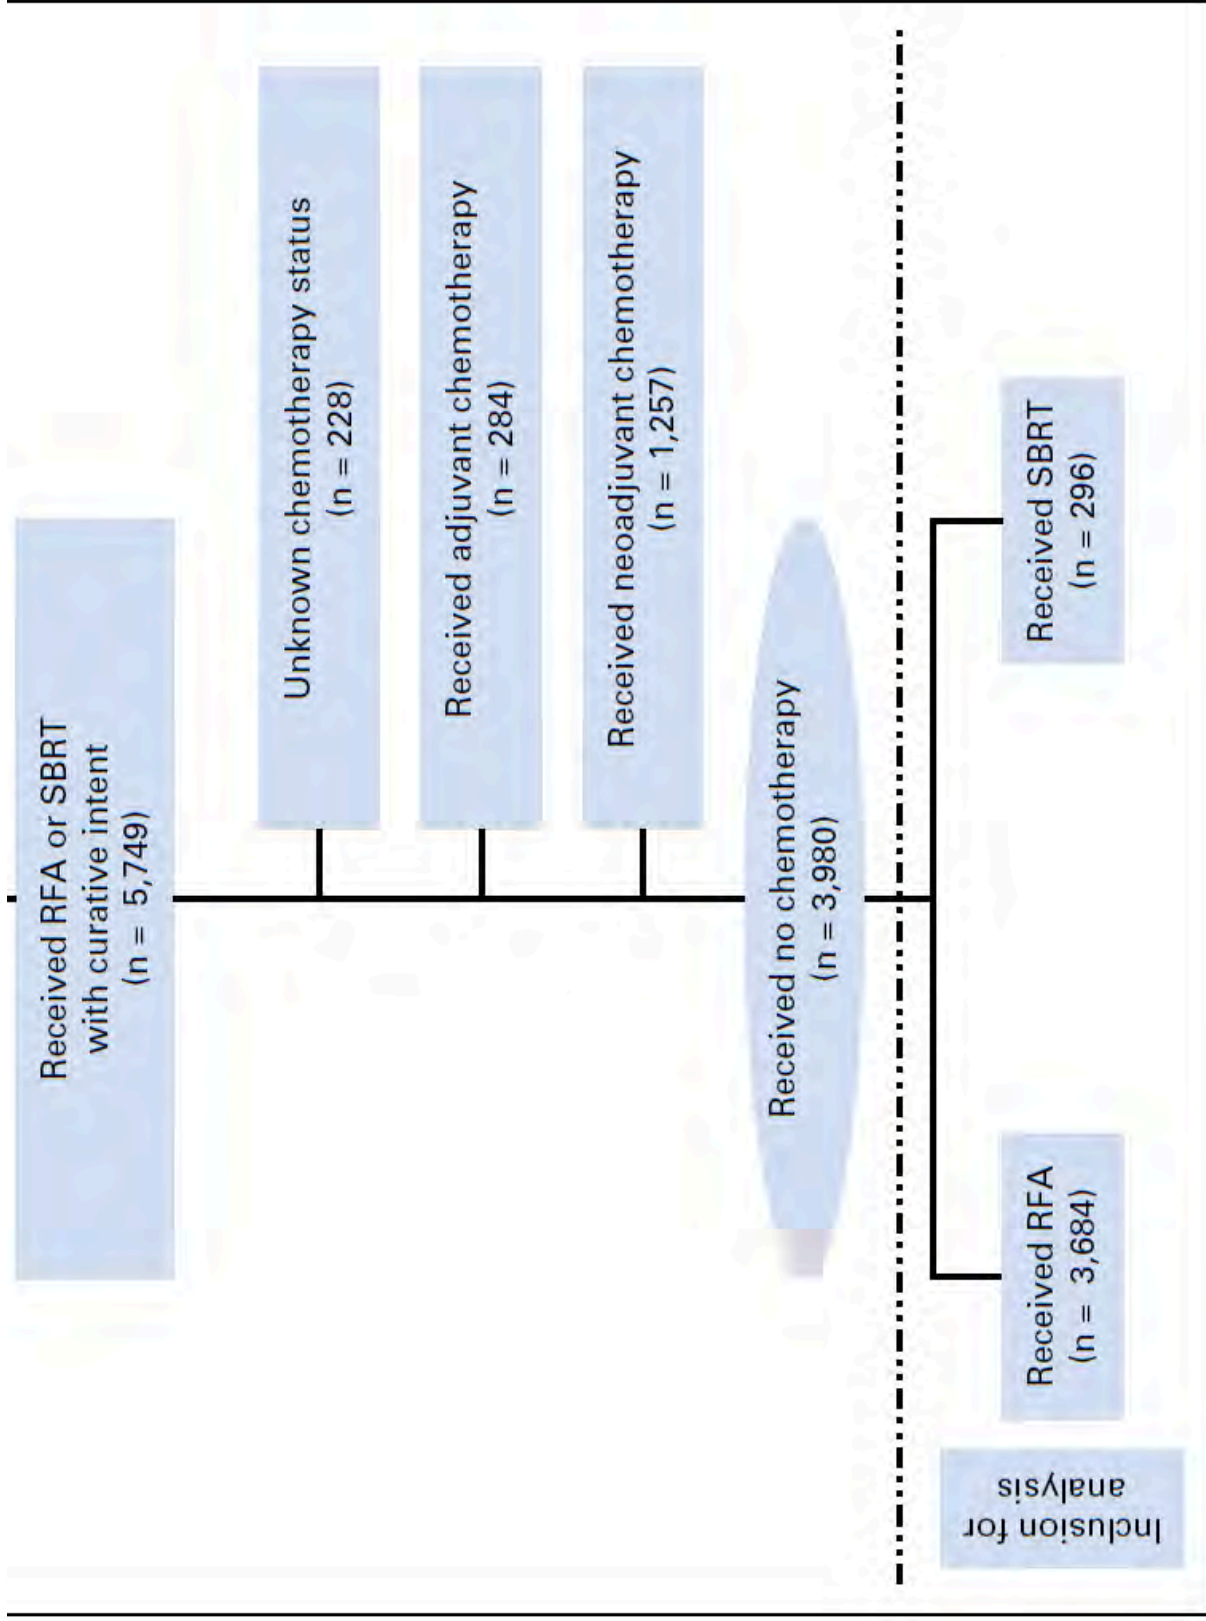 Received RFA or SBRT
with curative intent
(n = 5,749)
Unknown chemotherapy status
(n = 228)
Received adjuvant chemotherapy
(n = 284)
Received neoadjuvant chemotherapy
(n = 1,257)
Received no chemotherapy
(n = 3,980)
Inclusion for
analysis
Received RFA
(n = 3,684)
Received SBRT
(n = 296)